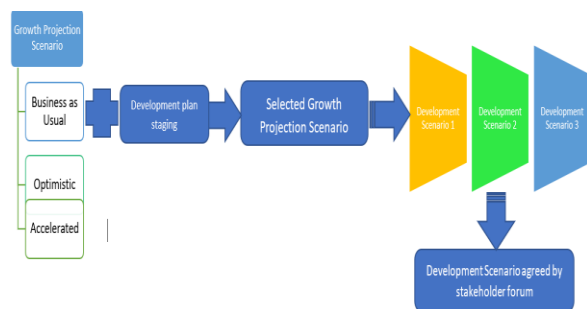 Growth Projection
Scenario
Business as
Usual
Optimistic
Accelerated
Development plan
staging
Selected Growth
Projection Scenario
Development
Scenario 1
Development
Scenario 2
Development
Scenario 3
Development Scenario agreed by
stakeholder forum